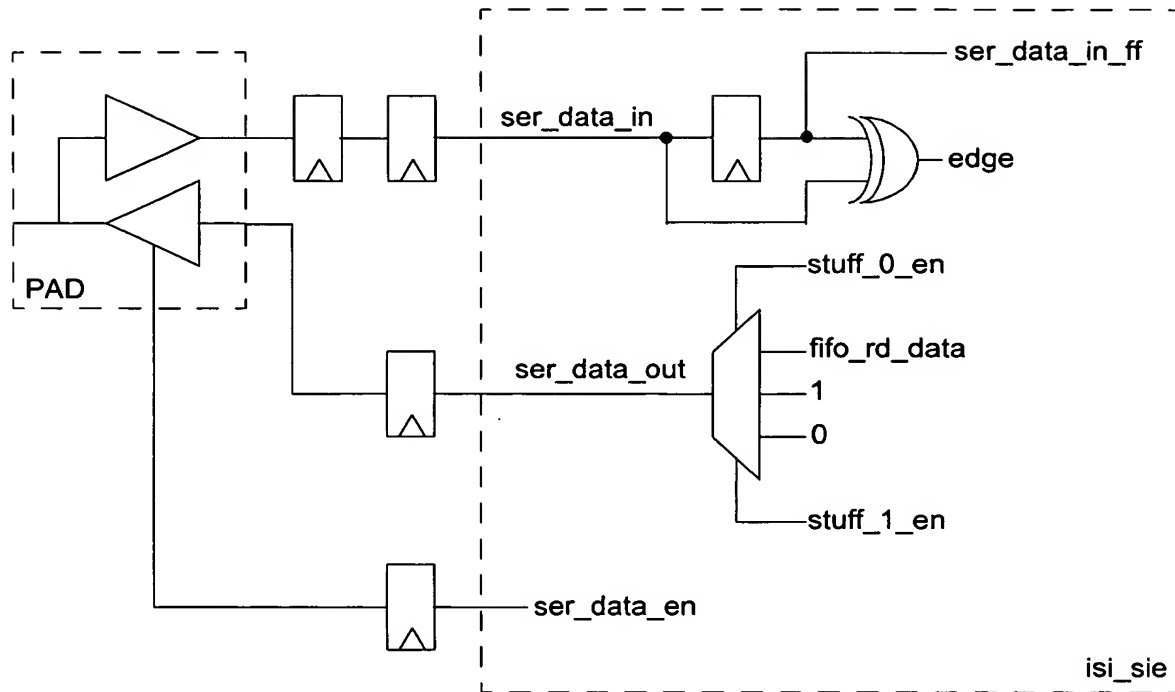 ser_data_in_ff
ser_data_in
edge
stuff_0_en
PAD
fifo_rd_data
ser_data_out
1
0
stuff_1_en
ser_data_en
isi_sie